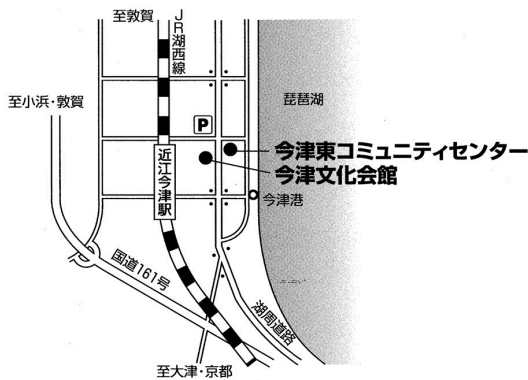 至敦賀
JR湖西線
至小浜・敦賀
琵琶湖
P
今津東コミュニティセンター
今津文化会館
近江今津駅
今津港
国道161号
湖周道路
至大津・京都